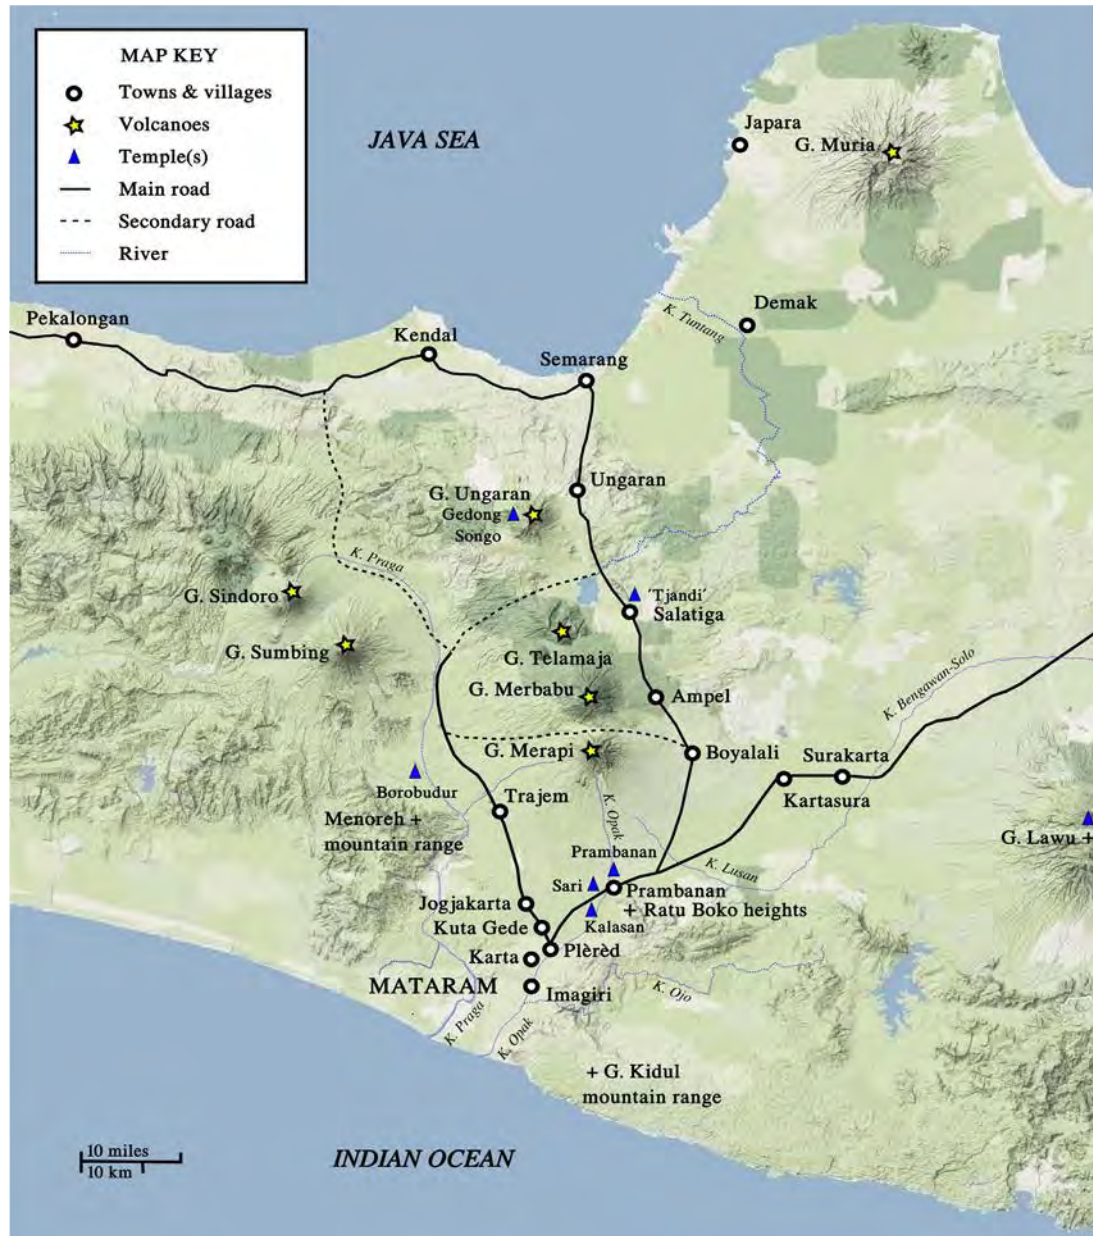 MAP KEY
Towns & villages
Volcanoes
Temple(s)
Main road
Secondary road
River
JAVA SEA
Japara
G. Muria
Pekalongan
Kendal
Semarang
K. Tuntang
Demak
Ungaran
G. Ungaran
Gedong
Songo
K. Praga
G. Sindoro
'Tjandi'
Salatiga
G. Sumbing
G. Telamaja
G. Merbabu
Ampel
K. Bengawan-Solo
G. Merapi
Boyalali
Surakarta
Kartasura
Borobudur
Trajem
K. Opak
Menoreh +
mountain range
G. Lawu +
Prambanan
K. Lusan
Sari
Prambanan
+ Ratu Boko heights
Kalasan
Jogjakarta
Kuta Gede
Karta
Plèrèd
MATARAM
Imagiri
K. Ojo
K. Praga
K. Opak
+ G. Kidul
mountain range
10 miles
10 km
INDIAN OCEAN